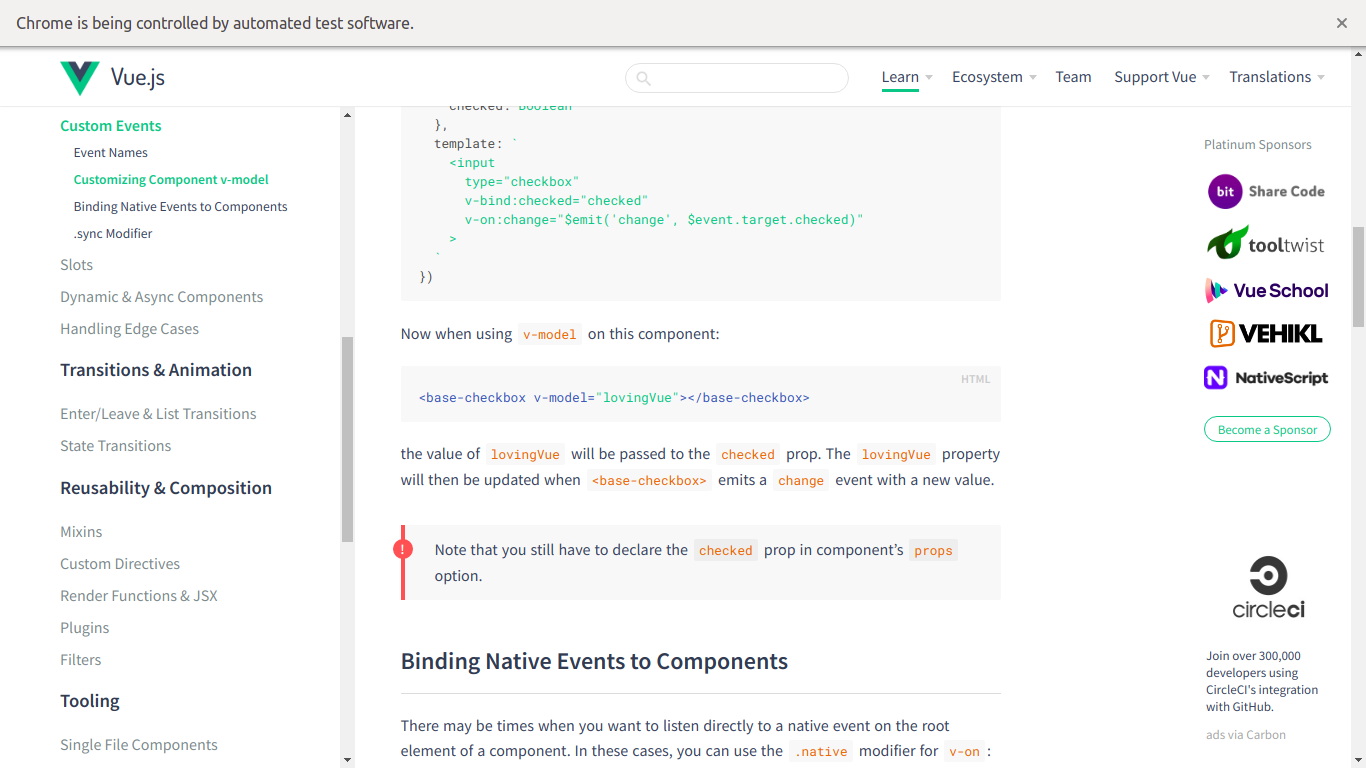 Chrome is being controlled by automated test software.
Vue.js
Learn
Ecosystem
Team
Support Vue
Translations
Custom Events
Event Names
Customizing Component v-model
Binding Native Events to Components
.sync Modifier
Slots
Dynamic & Async Components
Handling Edge Cases
Transitions & Animation
Enter/Leave & List Transitions
State Transitions
Reusability & Composition
Mixins
Custom Directives
Render Functions & JSX
Plugins
Filters
Tooling
Single File Components
checked: Boolean
},
template: `
<input
type="checkbox"
v-bind:checked="checked"
v-on:change="$emit('change', $event.target.checked)"
>
`
})
Now when using v-model on this component:
HTML
<base-checkbox v-model="lovingVue"></base-checkbox>
the value of lovingVue will be passed to the checked prop. The lovingVue property
will then be updated when <base-checkbox> emits a change event with a new value.
!
Note that you still have to declare the checked prop in component’s props
option.
Binding Native Events to Components
There may be times when you want to listen directly to a native event on the root
element of a component. In these cases, you can use the .native modifier for v-on :
Platinum Sponsors
bit Share Code
tooltwist
Vue School
VEHIKL
NativeScript
Become a Sponsor
circleci
Join over 300,000
developers using
CircleCI's integration
with GitHub.
ads via Carbon